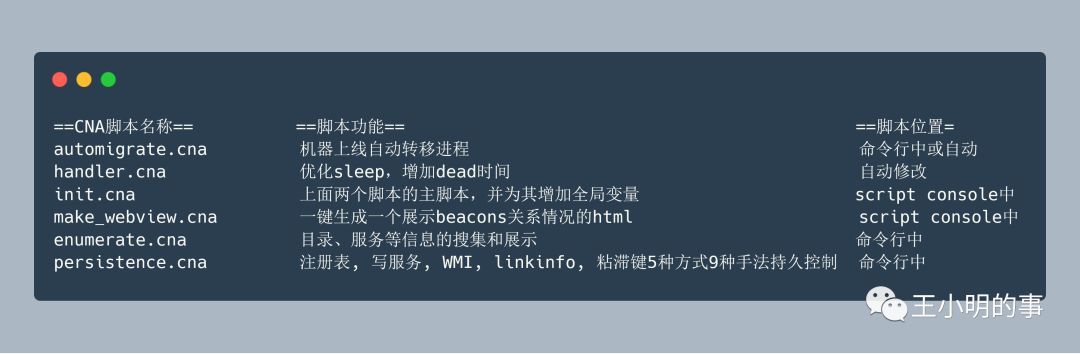 ==CNA脚本名称== ==脚本功能== ==脚本位置=
automigrate.cna 机器上线自动转移进程 命令行中或自动
handler.cna 优化sleep，增加dead时间 自动修改
init.cna 上面两个脚本的主脚本，并为其增加全局变量 script console中
make_webview.cna 一键生成一个展示beacons关系情况的html script console中
enumerate.cna 目录、服务等信息的搜集和展示 命令行中
persistence.cna 注册表, 写服务, WMI, linkinfo, 粘滞键5种方式9种手法持久控制 命令行中
王小明的事